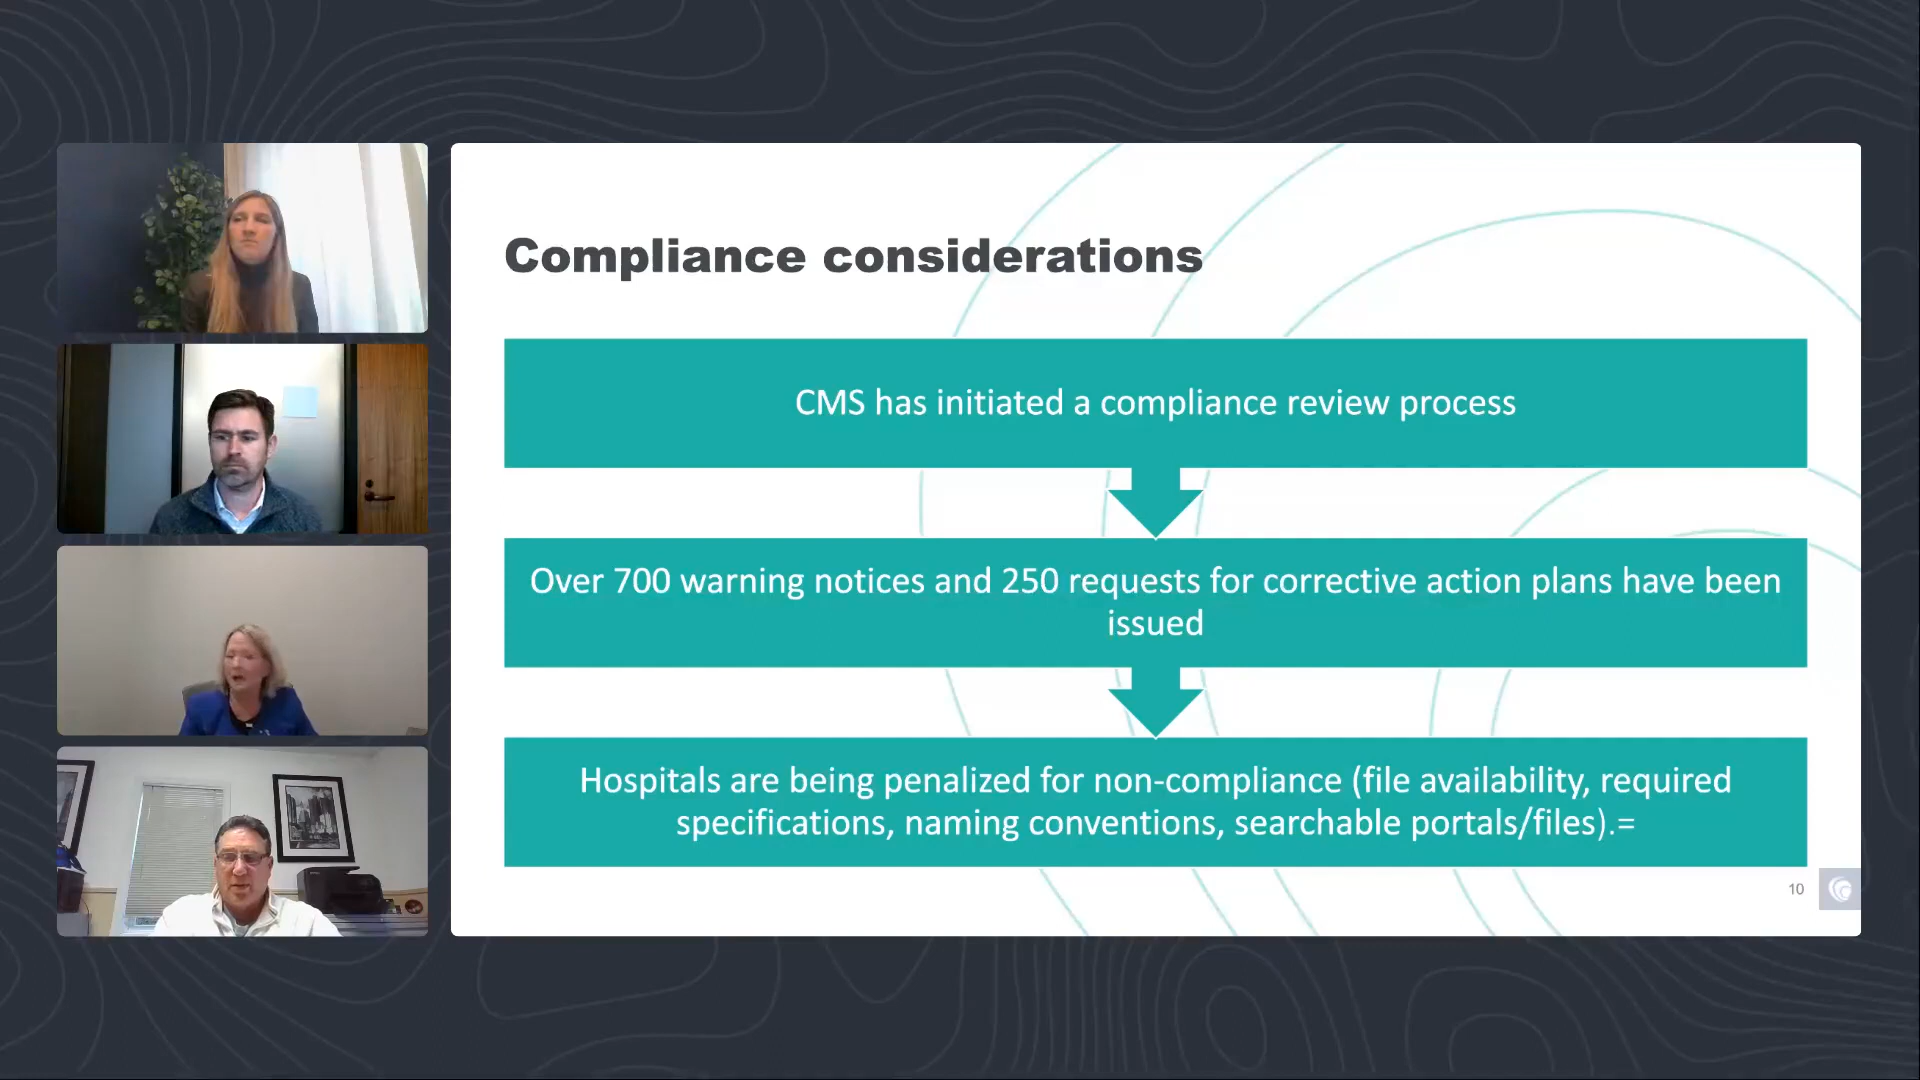 Compliance considerations
CMS has initiated a compliance review process
Over 700 warning notices and 250 requests for corrective action plans have been
issued
Hospitals are being penalized for non-compliance (file availability, required
specifications, naming conventions, searchable portals/files).=
10